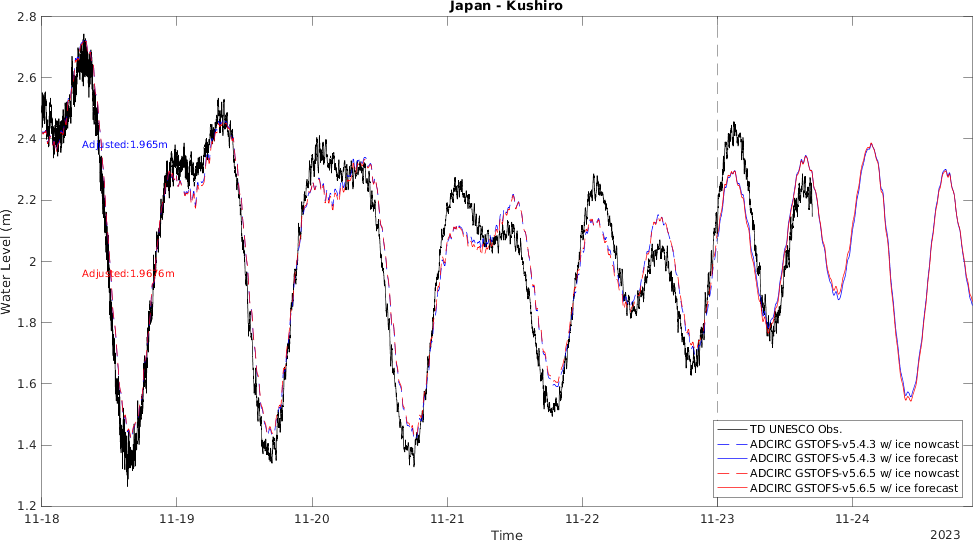 Japan - Kushiro
2.8
2.6
2.4
2.2
2
1.8
1.6
1.4
1.2
Water Level (m)
Adjusted:1.965m
Adjusted:1.9676m
TD UNESCO Obs.
ADCIRC GSTOFS-v5.4.3 w/ ice nowcast
ADCIRC GSTOFS-v5.4.3 w/ ice forecast
ADCIRC GSTOFS-v5.6.5 w/ ice nowcast
ADCIRC GSTOFS-v5.6.5 w/ ice forecast
11-18 11-19 11-20 11-21 11-22 11-23 11-24
Time
2023